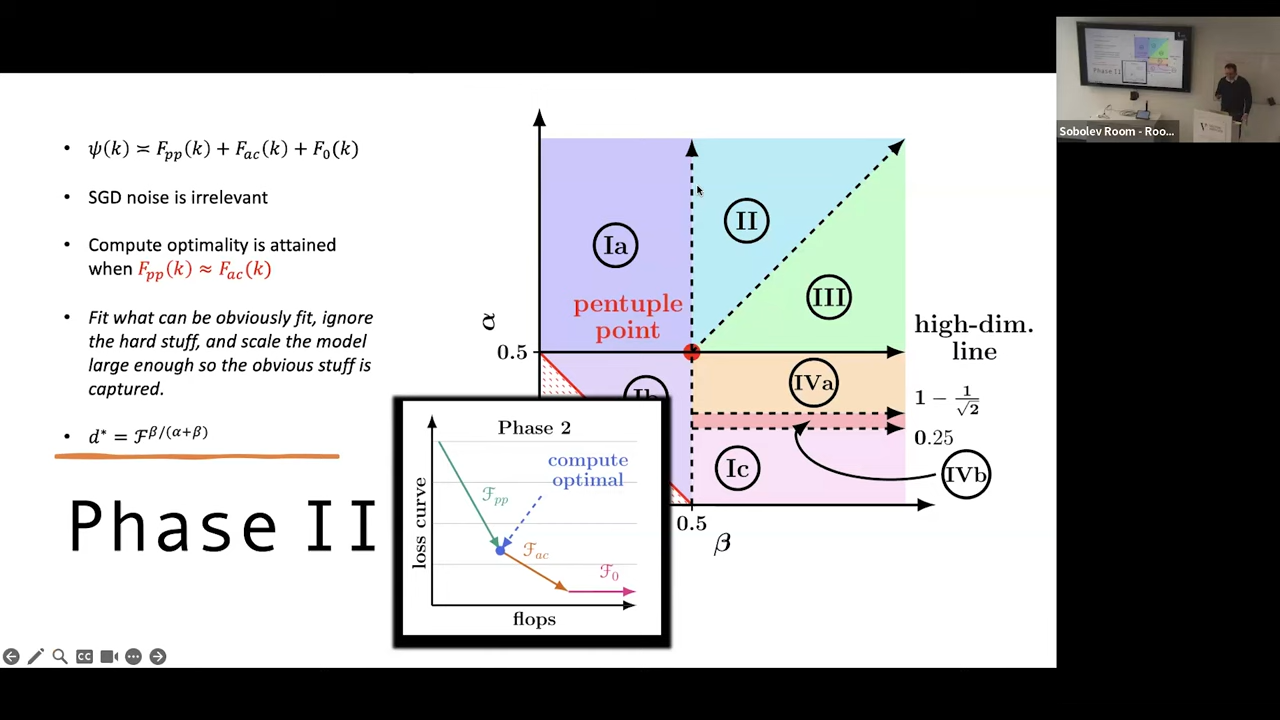 • ψ(k) ≍ F_pp(k) + F_ac(k) + F_0(k)
• SGD noise is irrelevant
• Compute optimality is attained
when F_pp(k) ≈ F_ac(k)
• Fit what can be obviously fit, ignore
the hard stuff, and scale the model
large enough so the obvious stuff is
captured.
• d* = ℱ^{β/(α+β)}
Phase II
α
0.5
Ia
II
III
pentuple
point
high-dim.
line
IVa
1 − 1/√2
0.25
Ic
IVb
0.5
β
Phase 2
compute
optimal
ℱ_pp
ℱ_ac
ℱ_0
loss curve
flops
CC
Phase II
Sobolev Room - Roo...